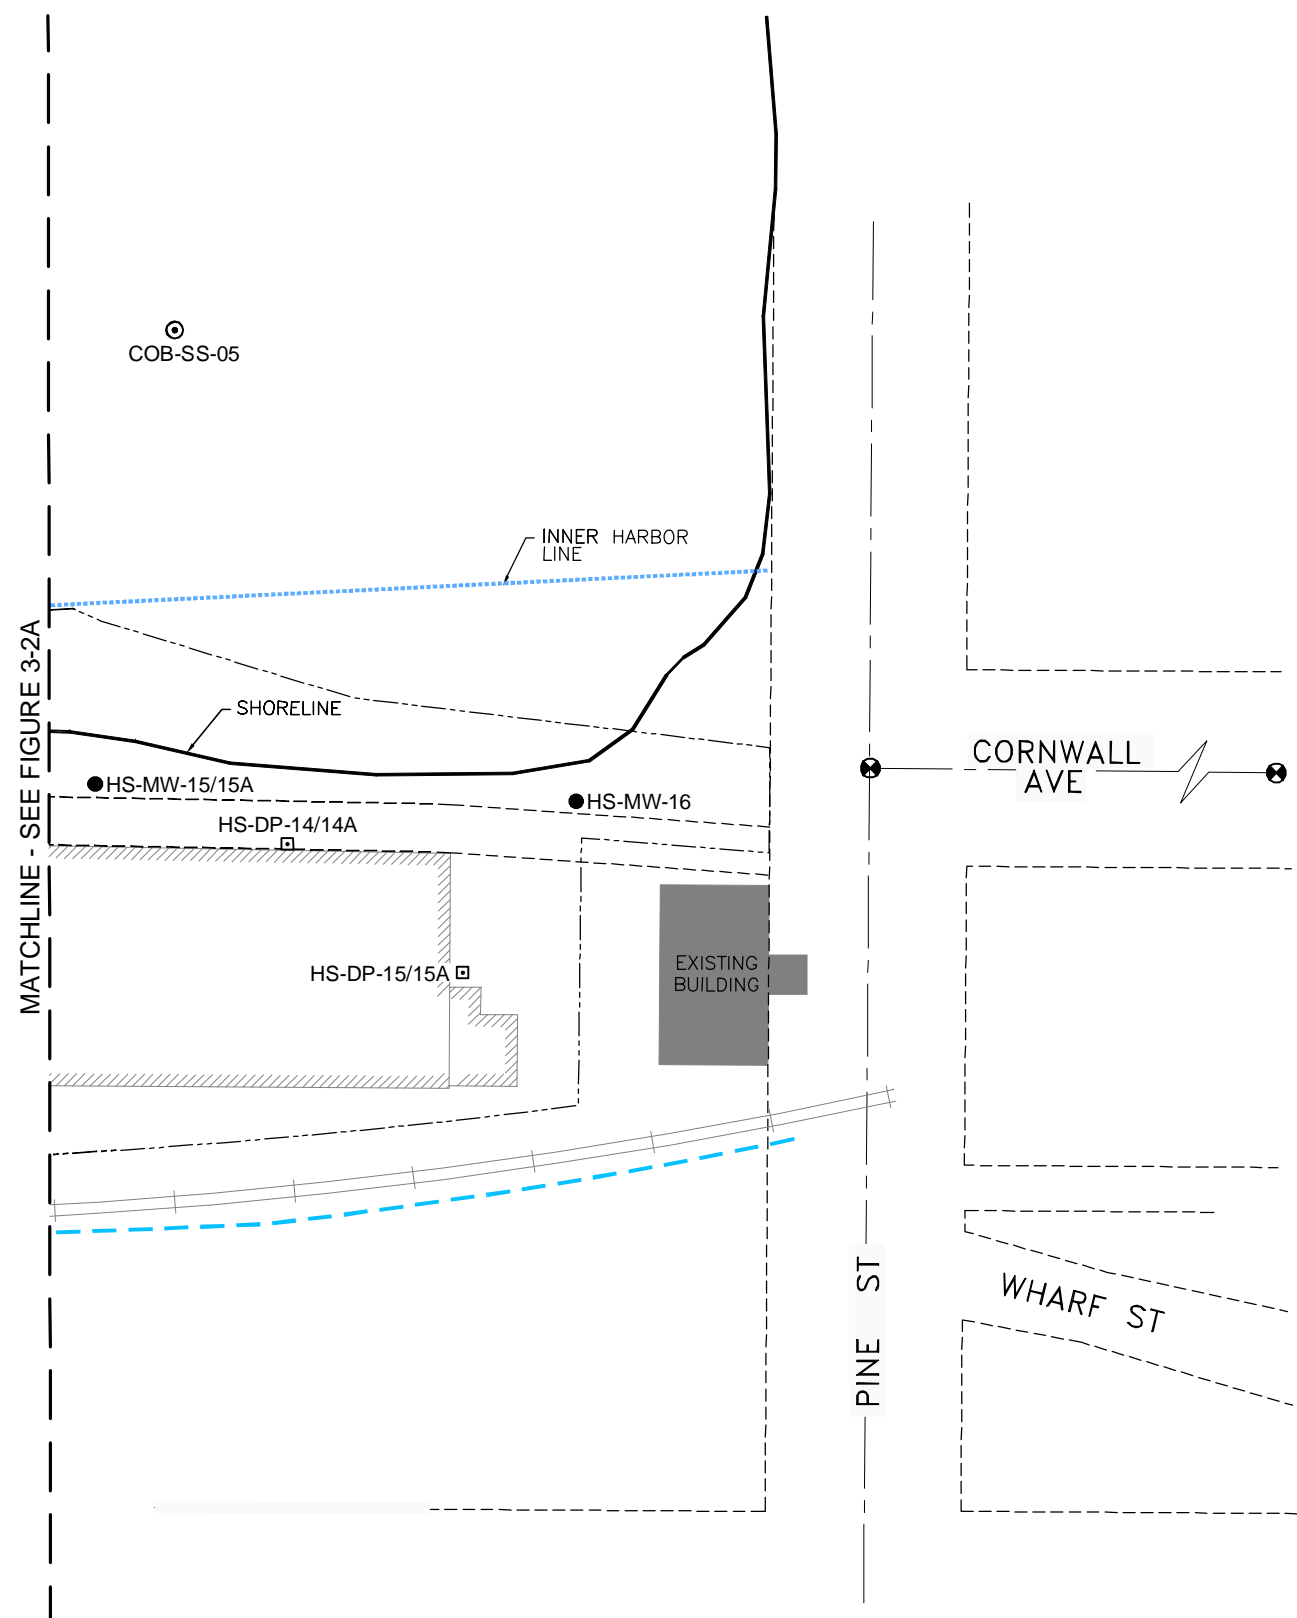 COB-SS-05
INNER HARBOR
LINE
SHORELINE
MATCHLINE - SEE FIGURE 3-2A
CORNWALL
AVE
HS-MW-15/15A
HS-MW-16
HS-DP-14/14A
EXISTING
BUILDING
HS-DP-15/15A
PINE ST
WHARF ST